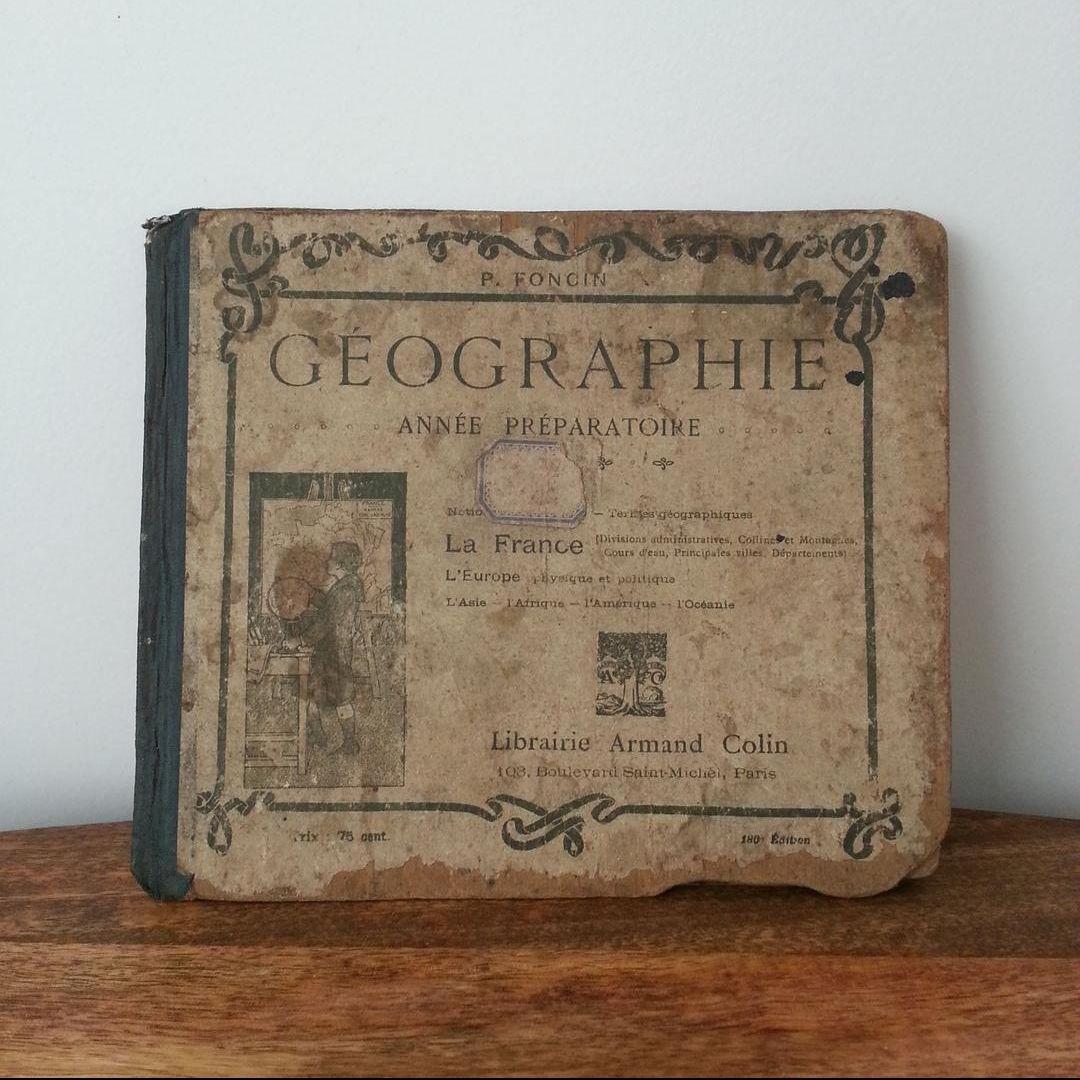 P. FONCIN
GÉOGRAPHIE
ANNÉE PRÉPARATOIRE
— Termes géographiques
La France (Divisions administratives, Collines et Montagnes,
Cours d'eau, Principales villes, Départements)
L'Europe physique et politique
L'Asie – l'Afrique – l'Amérique – l'Océanie
A C
Librairie Armand Colin
103, Boulevard Saint-Michel, Paris
75 cent.
Édition